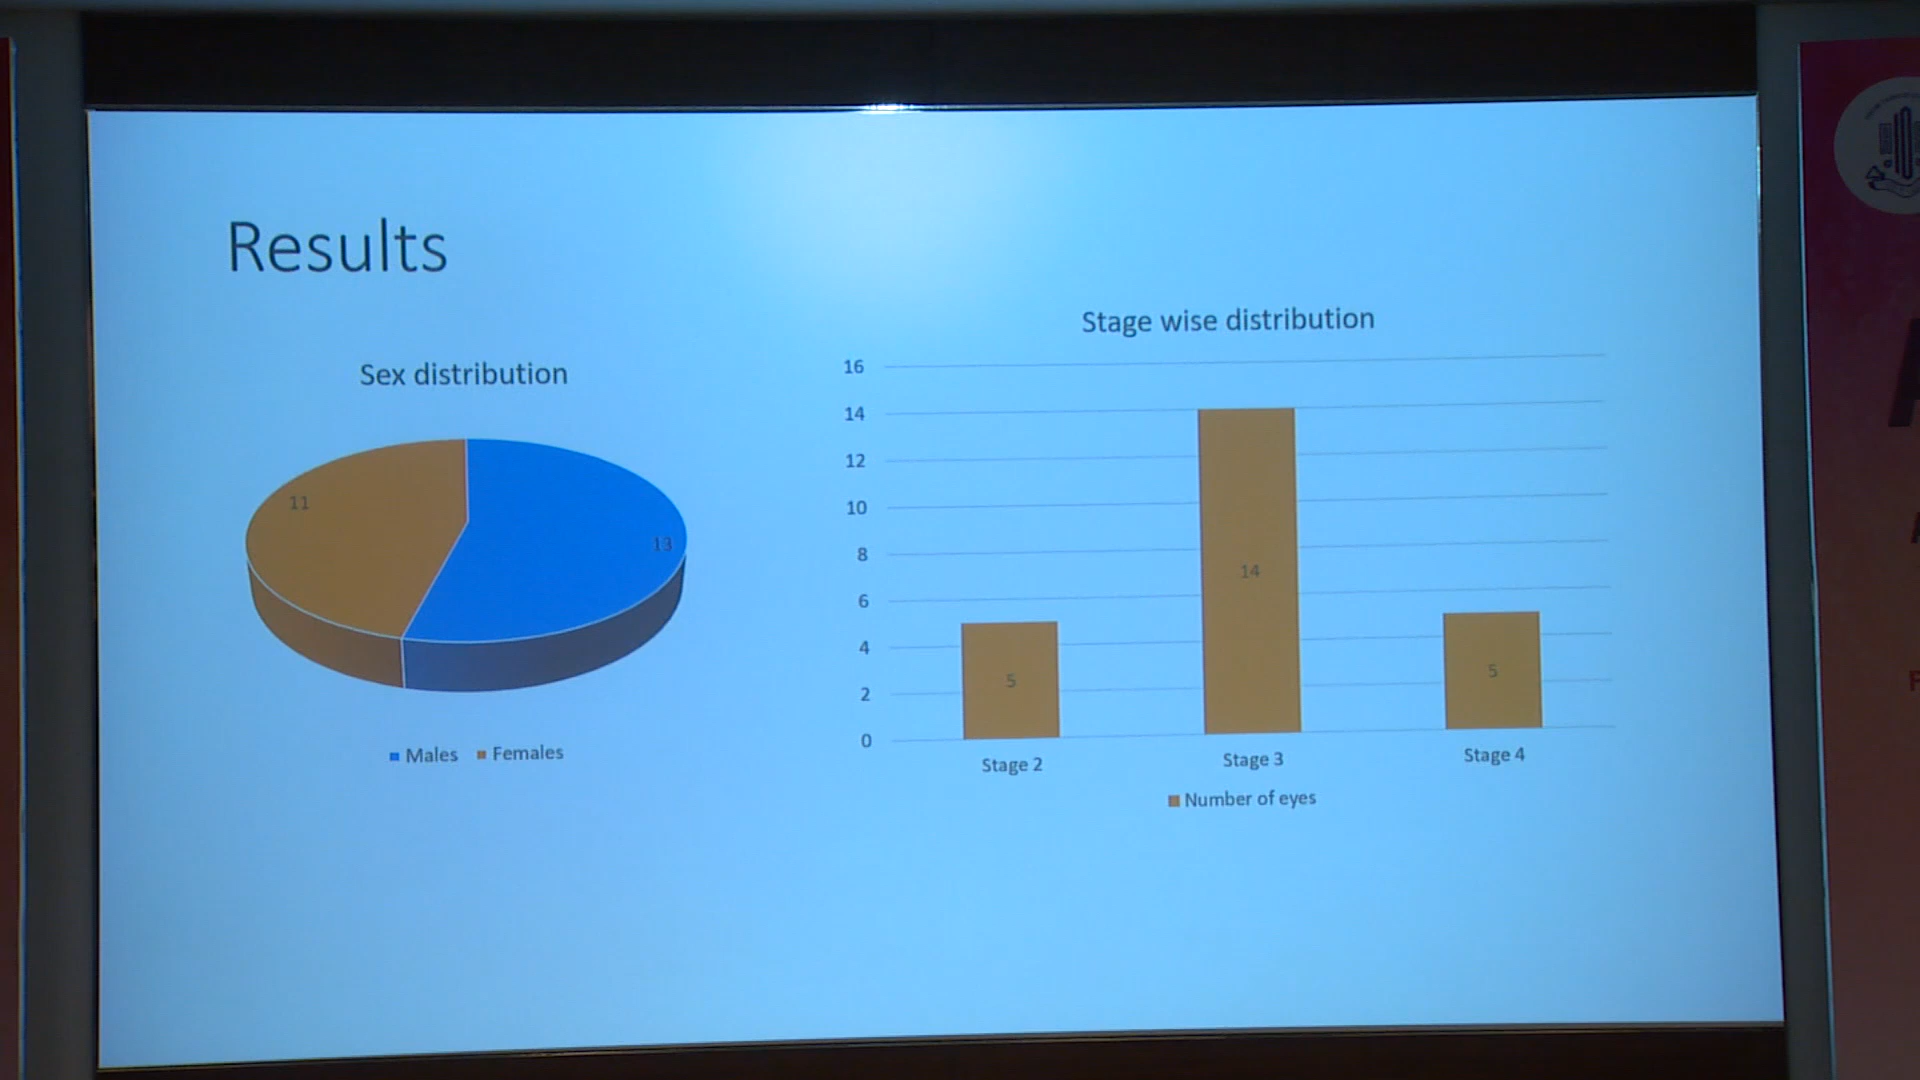 Results
Sex distribution
11
13
Males Females
Stage wise distribution
16
14
12
10
8
6
4
2
0
5
14
5
Stage 2 Stage 3 Stage 4
Number of eyes